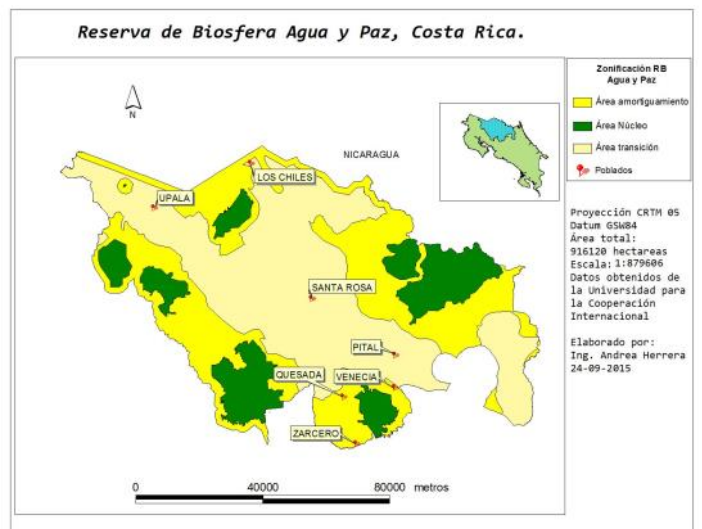 Reserva de Biosfera Agua y Paz, Costa Rica.
N
NICARAGUA
LOS CHILES
UPALA
SANTA ROSA
PITAL
QUESADA
VENECIA
ZARCERO
0 40000 80000 metros
Zonificación RB
Agua y Paz
Área amortiguamiento
Área Núcleo
Área transición
Poblados
Proyección CRTM 05
Datum GSW84
Área total:
916120 hectareas
Escala: 1:879606
Datos obtenidos de
la Universidad para
la Cooperación
Internacional
Elaborado por:
Ing. Andrea Herrera
24-09-2015